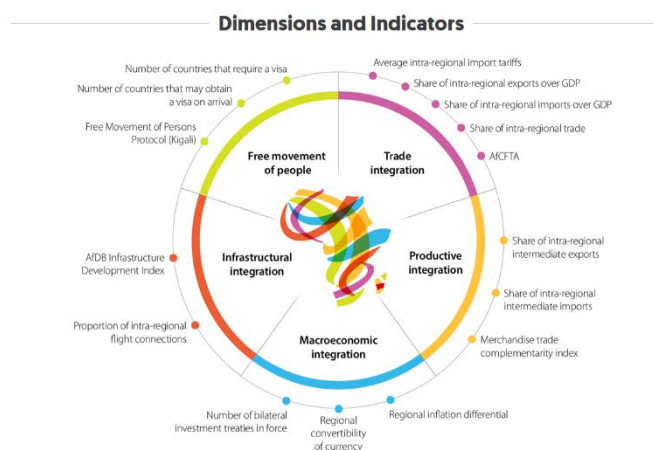 Dimensions and Indicators
Number of countries that require a visa
Number of countries that may obtain
a visa on arrival
Free Movement of Persons
Protocol (Kigali)
Average intra-regional import tariffs
Share of intra-regional exports over GDP
Share of intra-regional imports over GDP
Share of intra-regional trade
AfCFTA
Free movement
of people
Trade
integration
AfDB Infrastructure
Development Index
Infrastructural
integration
Productive
integration
Share of intra-regional
intermediate exports
Share of intra-regional
intermediate imports
Proportion of intra-regional
flight connections
Macroeconomic
integration
Merchandise trade
complementarity index
Number of bilateral
investment treaties in force
Regional
convertibility
of currency
Regional inflation differential